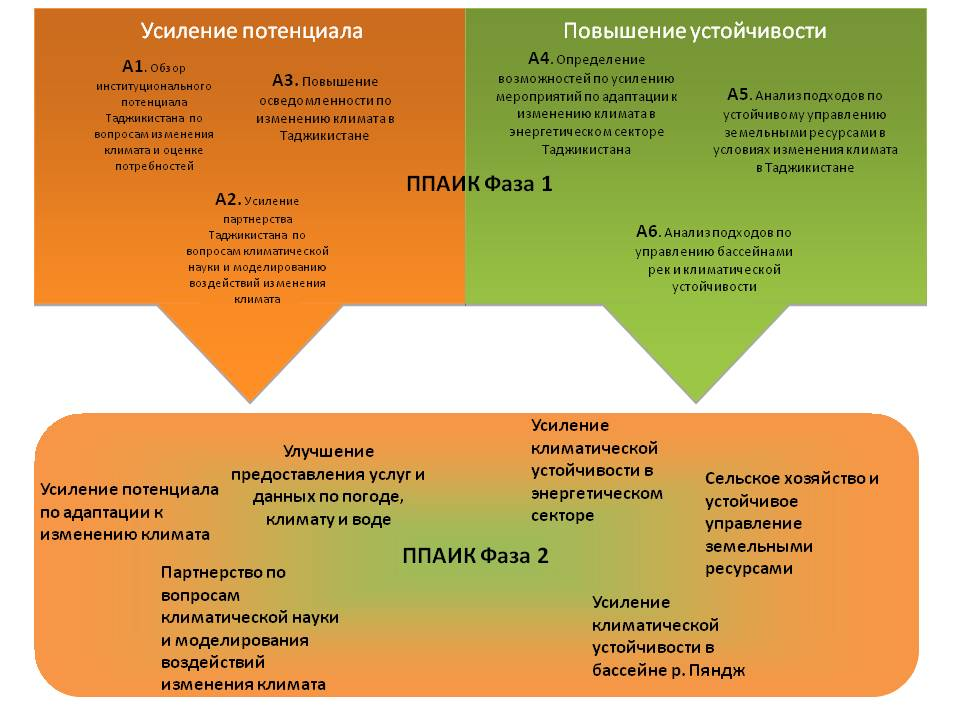 Усиление потенциала
А1. Обзор
институционального
потенциала
Таджикистана по
вопросам изменения
климата и оценке
потребностей
А3. Повышение
осведомленности по
изменению климата в
Таджикистане
А2. Усиление
партнерства
Таджикистана по
вопросам климатической
науки и моделированию
воздействий изменения
климата
Повышение устойчивости
А4. Определение
возможностей по усилению
мероприятий по адаптации к
изменению климата в
энергетическом секторе
Таджикистана
А5. Анализ подходов по
устойчивому управлению
земельными ресурсами в
условиях изменения климата
в Таджикистане
А6. Анализ подходов по
управлению бассейнами
рек и климатической
устойчивости
ППАИК Фаза 1
Усиление потенциала
по адаптации к
изменению климата
Улучшение
предоставления услуг и
данных по погоде,
климату и воде
Усиление
климатической
устойчивости в
энергетическом
секторе
Сельское хозяйство и
устойчивое
управление
земельными
ресурсами
ППАИК Фаза 2
Партнерство по
вопросам
климатической науки
и моделирования
воздействий
изменения климата
Усиление
климатической
устойчивости в
бассейне р. Пяндж